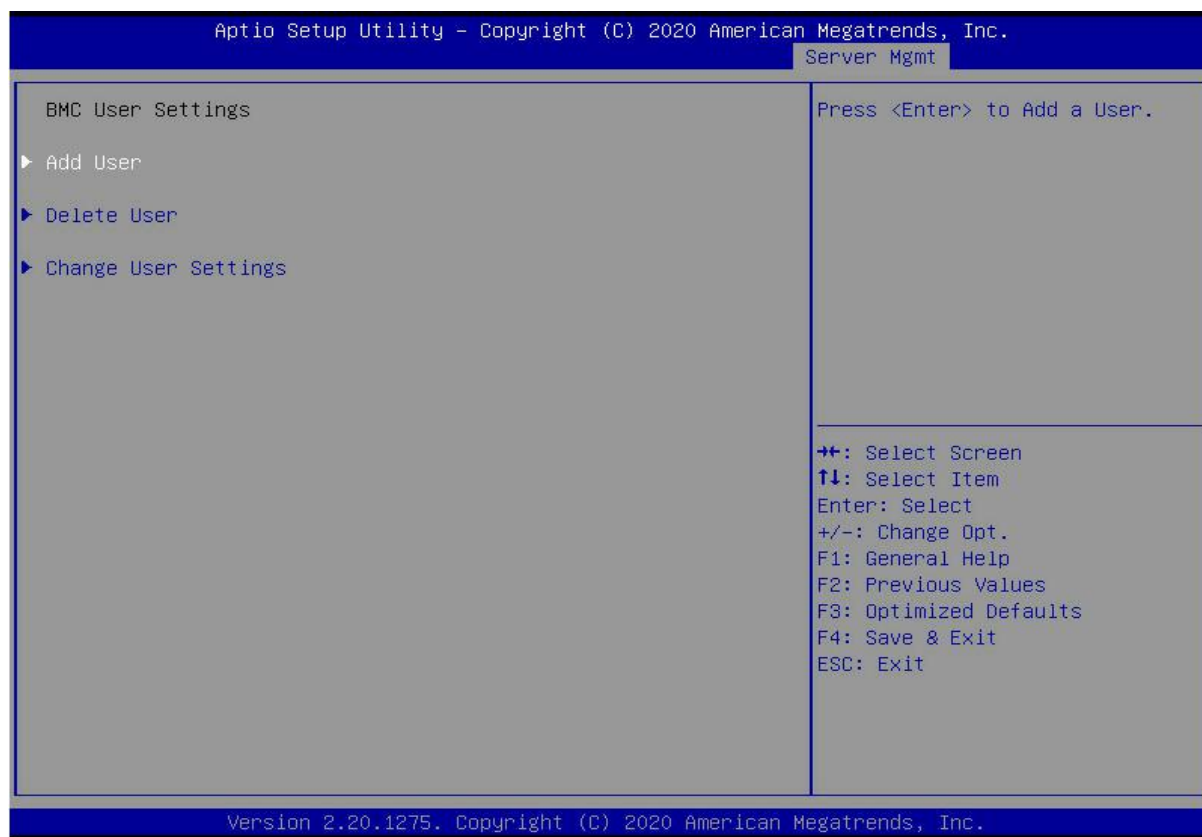 Aptio Setup Utility – Copyright (C) 2020 American Megatrends, Inc.
Server Mgmt
BMC User Settings
Add User
Delete User
Change User Settings
Press <Enter> to Add a User.
→←: Select Screen
↑↓: Select Item
Enter: Select
+/-: Change Opt.
F1: General Help
F2: Previous Values
F3: Optimized Defaults
F4: Save & Exit
ESC: Exit
Version 2.20.1275. Copyright (C) 2020 American Megatrends, Inc.